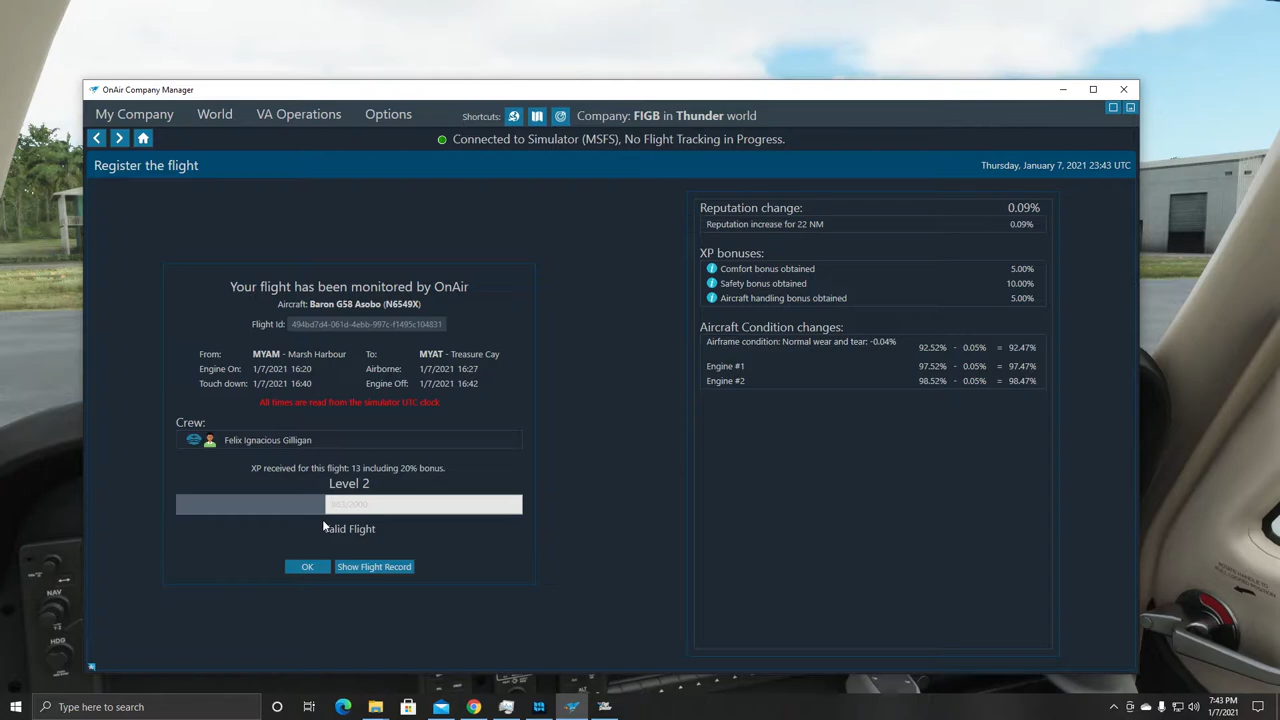 OnAir Company Manager
My Company World VA Operations Options Shortcuts: Company: FIGB in Thunder world
Connected to Simulator (MSFS), No Flight Tracking in Progress.
Register the flight Thursday, January 7, 2021 23:43 UTC
Your flight has been monitored by OnAir
Aircraft: Baron G58 Asobo (N6549X)
Flight Id: 494bd7d4-061d-4ebb-997c-f1495c104831
From: MYAM - Marsh Harbour To: MYAT - Treasure Cay
Engine On: 1/7/2021 16:20 Airborne: 1/7/2021 16:27
Touch down: 1/7/2021 16:40 Engine Off: 1/7/2021 16:42
All times are read from the simulator UTC clock
Crew:
Felix Ignacious Gilligan
XP received for this flight: 13 including 20% bonus.
Level 2
Valid Flight
OK Show Flight Record
Reputation change: 0.09%
Reputation increase for 22 NM 0.09%
XP bonuses:
Comfort bonus obtained 5.00%
Safety bonus obtained 10.00%
Aircraft handling bonus obtained 5.00%
Aircraft Condition changes:
Airframe condition: Normal wear and tear: -0.04% 92.52% - 0.05% = 92.47%
Engine #1 97.52% - 0.05% = 97.47%
Engine #2 98.52% - 0.05% = 98.47%
NAV
HDG
ALT
Type here to search
7:43 PM
1/7/2021